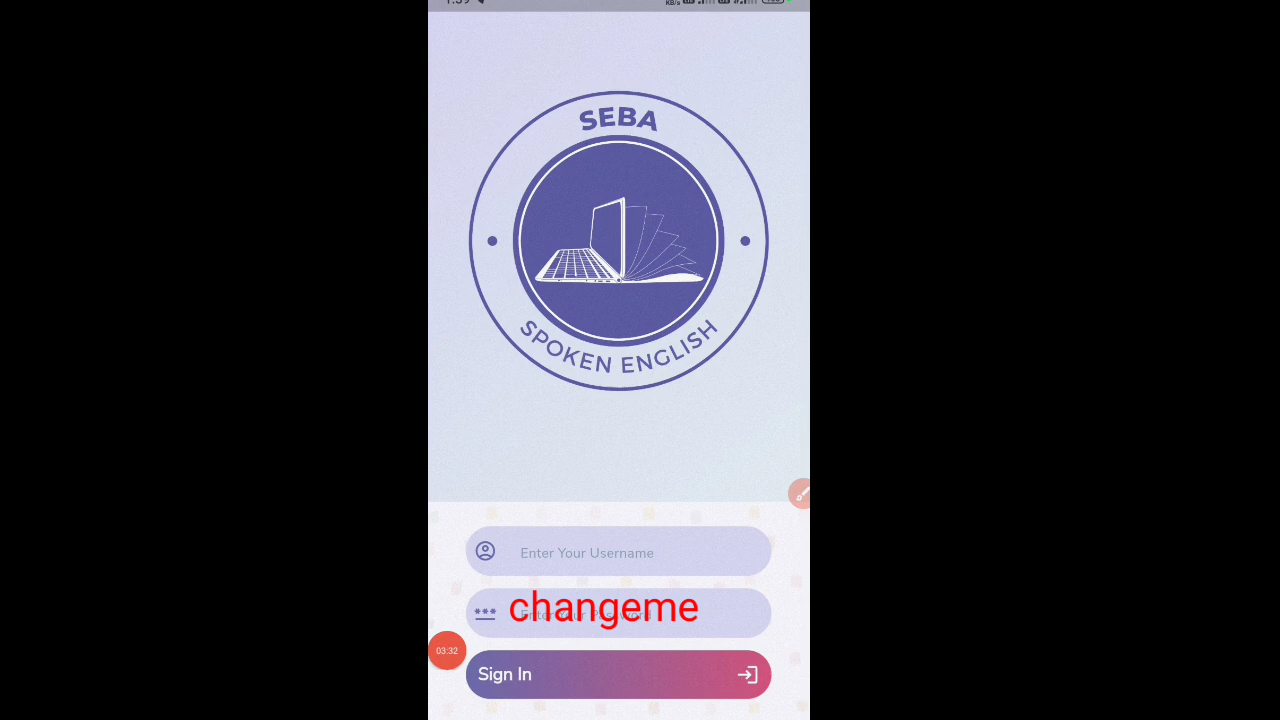 SEBA
SPOKEN ENGLISH
Enter Your Username
changeme
03:32
Sign In